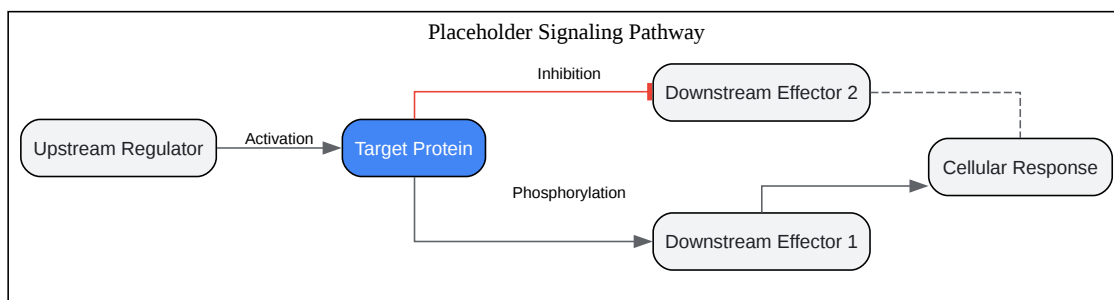 Placeholder Signaling Pathway
Inhibition
Downstream Effector 2
Upstream Regulator
Activation
Target Protein
Cellular Response
Phosphorylation
Downstream Effector 1